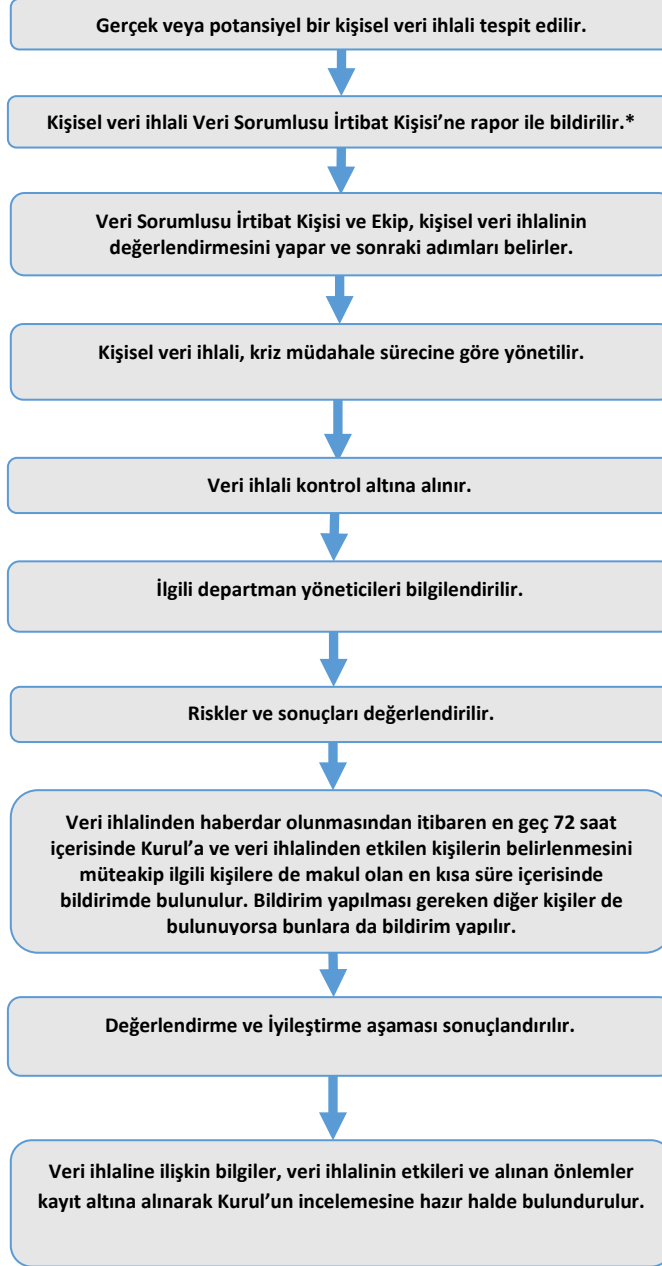 Gerçek veya potansiyel bir kişisel veri ihlali tespit edilir.
Kişisel veri ihlali Veri Sorumlusu İrtibat Kişisi’ne rapor ile bildirilir.*
Veri Sorumlusu İrtibat Kişisi ve Ekip, kişisel veri ihlalinin
değerlendirmesini yapar ve sonraki adımları belirler.
Kişisel veri ihlali, kriz müdahale sürecine göre yönetilir.
Veri ihlali kontrol altına alınır.
İlgili departman yöneticileri bilgilendirilir.
Riskler ve sonuçları değerlendirilir.
Veri ihlalinden haberdar olunmasından itibaren en geç 72 saat
içerisinde Kurul’a ve veri ihlalinden etkilen kişilerin belirlenmesini
müteakip ilgili kişilere de makul olan en kısa süre içerisinde
bildirimde bulunulur. Bildirim yapılması gereken diğer kişiler de
bulunuyorsa bunlara da bildirim yapılır.
Değerlendirme ve İyileştirme aşaması sonuçlandırılır.
Veri ihlaline ilişkin bilgiler, veri ihlalinin etkileri ve alınan önlemler
kayıt altına alınarak Kurul’un incelemesine hazır halde bulundurulur.